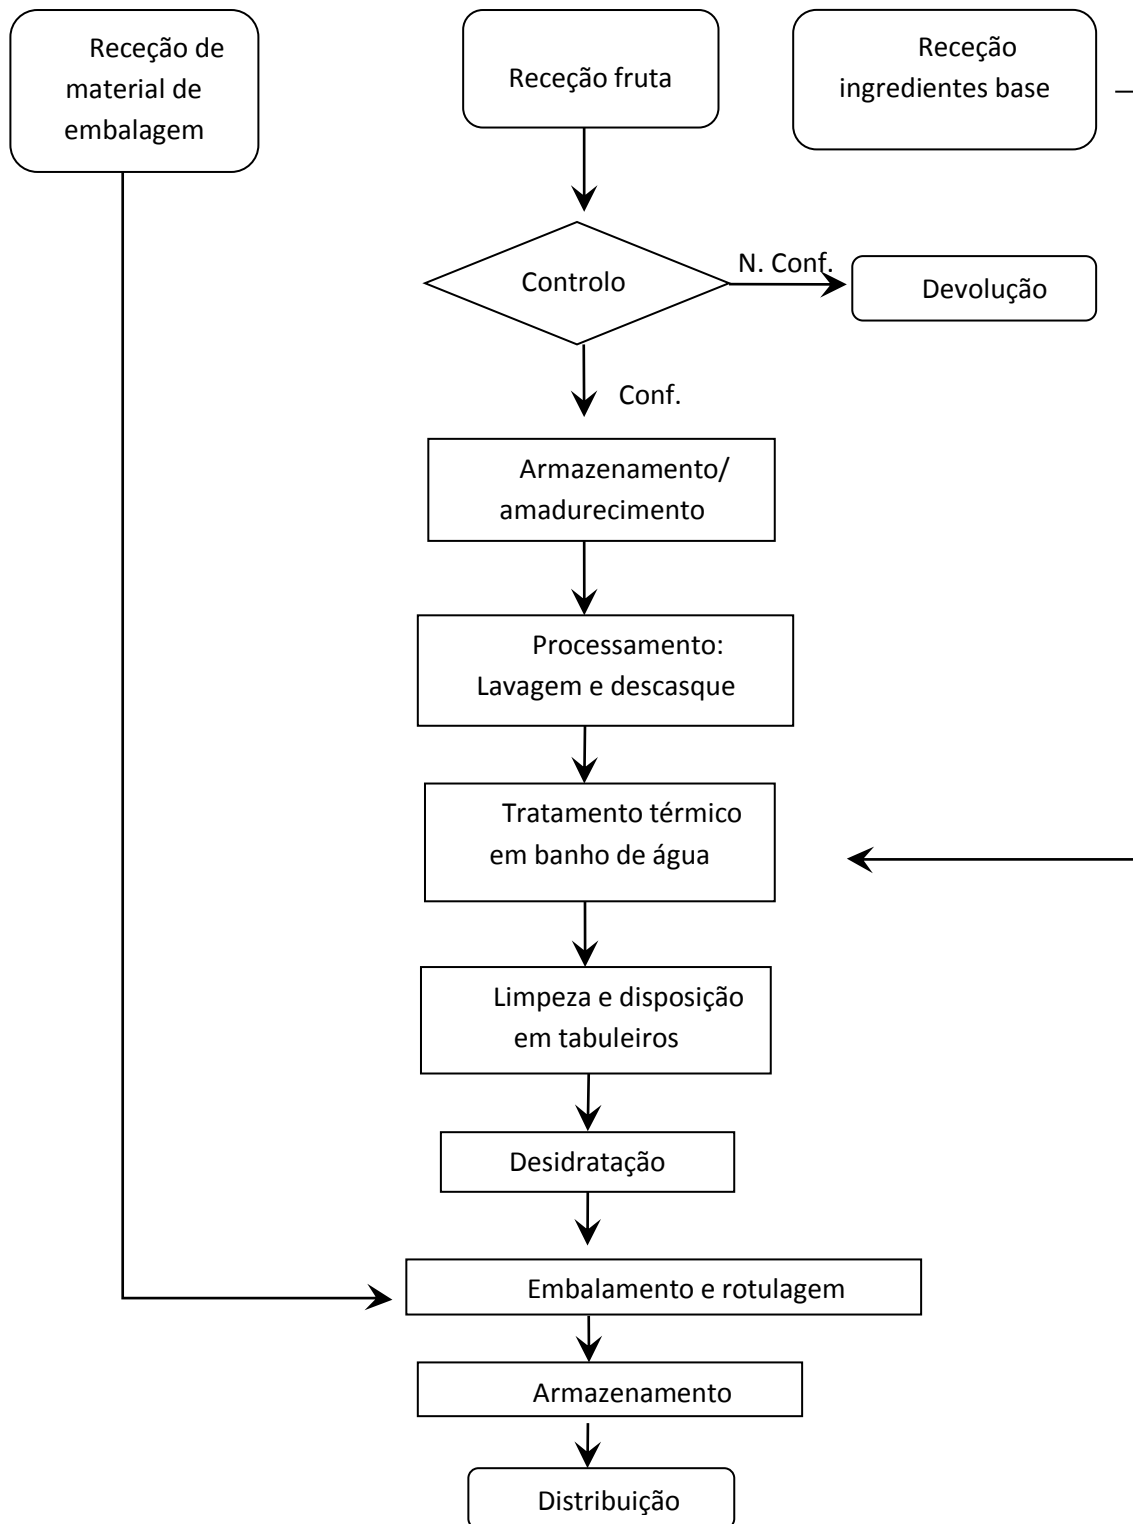 Receção de
material de
embalagem
Receção fruta
Receção
ingredientes base
Controlo
N. Conf.
Devolução
Conf.
Armazenamento/
amadurecimento
Processamento:
Lavagem e descasque
Tratamento térmico
em banho de água
Limpeza e disposição
em tabuleiros
Desidratação
Embalamento e rotulagem
Armazenamento
Distribuição